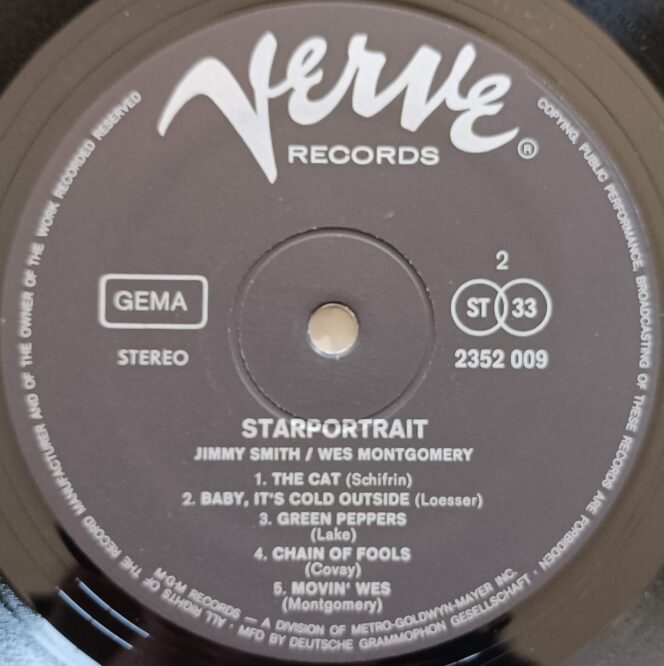 VERVE
RECORDS ®
2
GEMA
ST 33
STEREO
2352 009
STARPORTRAIT
JIMMY SMITH / WES MONTGOMERY
1. THE CAT (Schifrin)
2. BABY, IT'S COLD OUTSIDE (Loesser)
3. GREEN PEPPERS
(Lake)
4. CHAIN OF FOOLS
(Covay)
5. MOVIN' WES
(Montgomery)
M·G·M RECORDS — A DIVISION OF METRO-GOLDWYN-MAYER INC.
ALL RIGHTS OF THE RECORD MANUFACTURER AND OF THE OWNER OF THE WORK RECORDED RESERVED
COPYING, PUBLIC PERFORMANCE, BROADCASTING OF THESE RECORDS ARE FORBIDDEN · MFD BY DEUTSCHE GRAMMOPHON GESELLSCHAFT ·